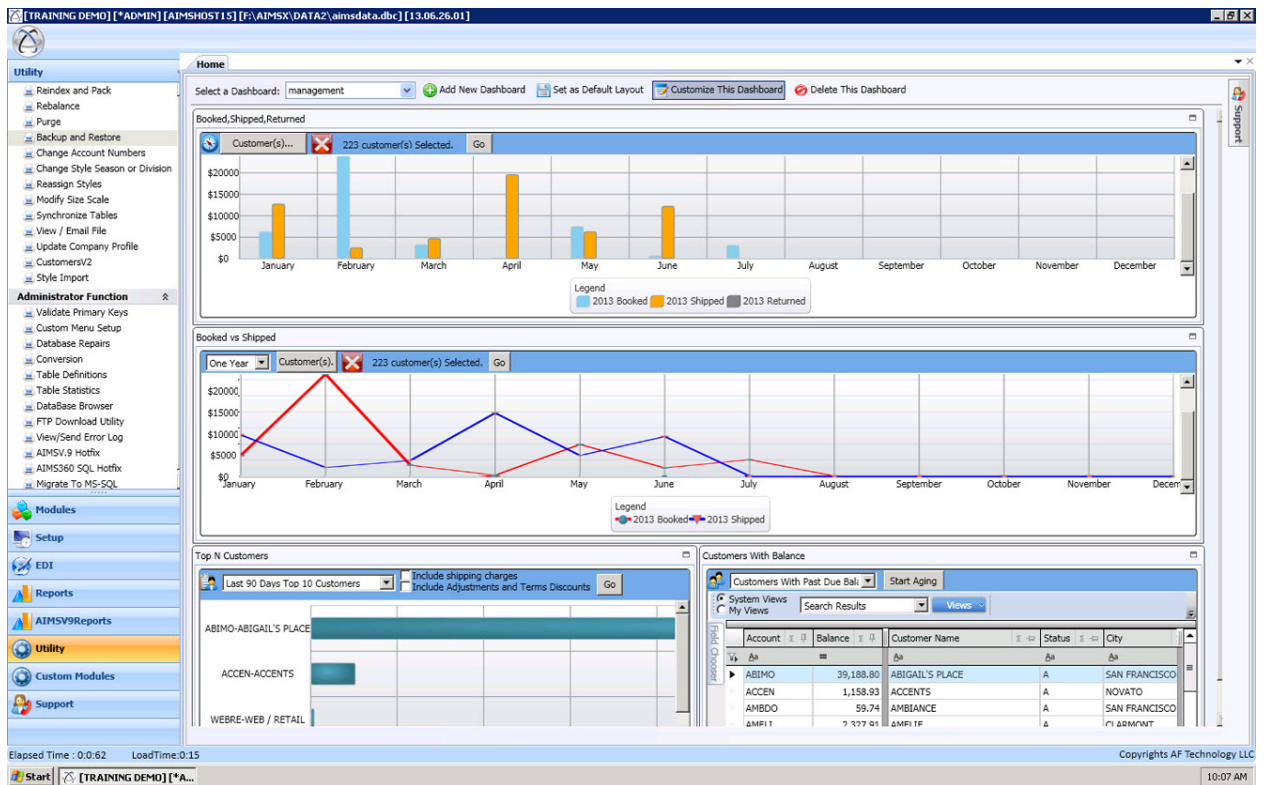 [TRAINING DEMO] [*ADMIN] [AIMSHOST15] [F:\AIMSX\DATA2\aimsdata.dbc] [13.06.26.01]
Utility
Reindex and Pack
Rebalance
Purge
Backup and Restore
Change Account Numbers
Change Style Season or Division
Reassign Styles
Modify Size Scale
Synchronize Tables
View / Email File
Update Company Profile
CustomersV2
Style Import
Administrator Function
Validate Primary Keys
Custom Menu Setup
Database Repairs
Conversion
Table Definitions
Table Statistics
DataBase Browser
FTP Download Utility
View/Send Error Log
AIMSV.9 Hotfix
AIMS360 SQL Hotfix
Migrate To MS-SQL
Modules
Setup
EDI
Reports
AIMSV9Reports
Utility
Custom Modules
Support
Home
Select a Dashboard: management Add New Dashboard Set as Default Layout Customize This Dashboard Delete This Dashboard
Support
Booked,Shipped,Returned
Customer(s)... 223 customer(s) Selected. Go
$20000
$15000
$10000
$5000
$0
January February March April May June July August September October November December
Legend
2013 Booked 2013 Shipped 2013 Returned
Booked vs Shipped
One Year Customer(s). 223 customer(s) Selected. Go
$20000
$15000
$10000
$5000
$0
January February March April May June July August September October November Decem
Legend
2013 Booked 2013 Shipped
Top N Customers
Last 90 Days Top 10 Customers Include shipping charges
Include Adjustments and Terms Discounts Go
ABIMO-ABIGAIL'S PLACE
ACCEN-ACCENTS
WEBRE-WEB / RETAIL
Customers With Balance
Customers With Past Due Bala Start Aging
System Views
My Views Search Results Views
Field Chooser
Account Balance Customer Name Status City
Aa = Aa Aa Aa
ABIMO 39,188.80 ABIGAIL'S PLACE A SAN FRANCISCO
ACCEN 1,158.93 ACCENTS A NOVATO
AMBDO 59.74 AMBIANCE A SAN FRANCISCO
AMELI 2,327.91 AMELIE A CLARMONT
Elapsed Time : 0:0:62 LoadTime:0:15 Copyrights AF Technology LLC
Start [TRAINING DEMO] [*A... 10:07 AM